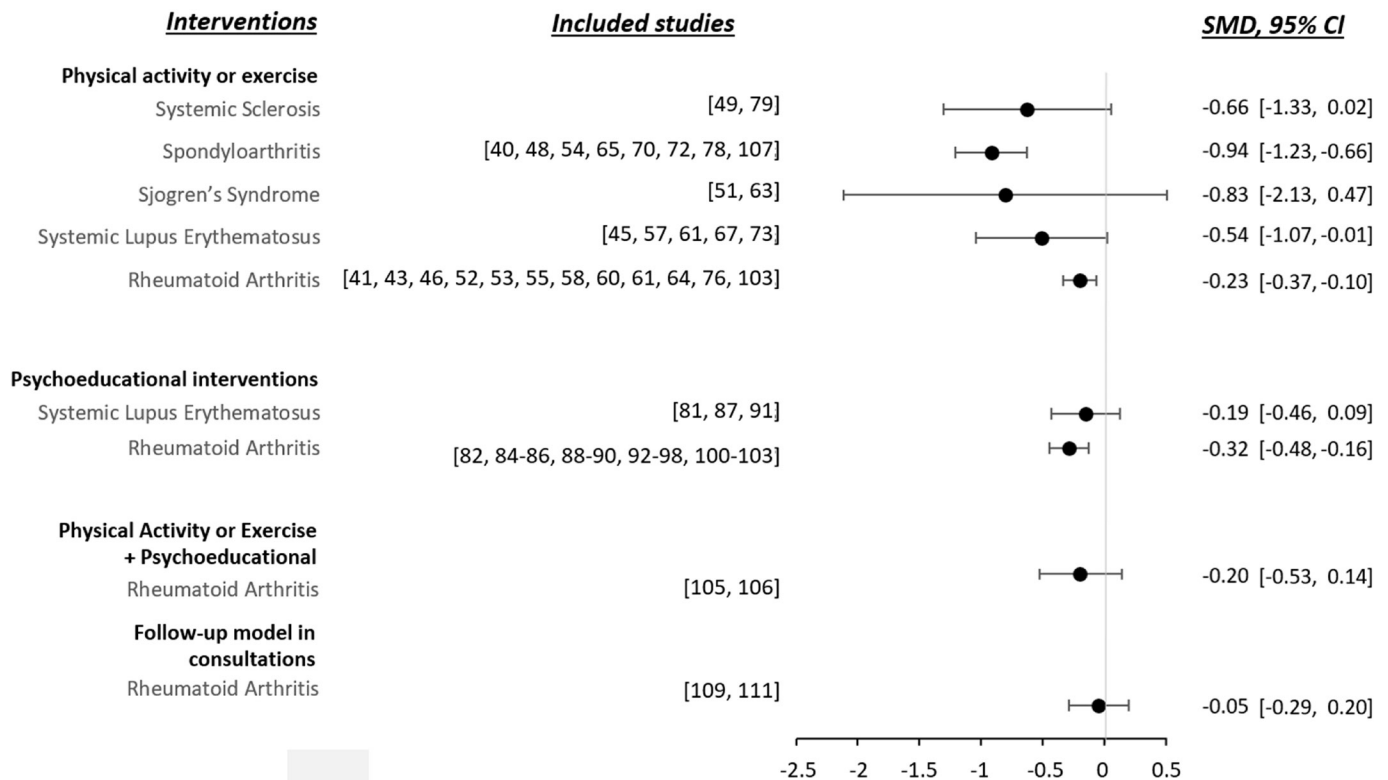 Interventions Included studies SMD, 95% CI
Physical activity or exercise
Systemic Sclerosis [49, 79] -0.66 [-1.33, 0.02]
Spondyloarthritis [40, 48, 54, 65, 70, 72, 78, 107] -0.94 [-1.23, -0.66]
Sjogren's Syndrome [51, 63] -0.83 [-2.13, 0.47]
Systemic Lupus Erythematosus [45, 57, 61, 67, 73] -0.54 [-1.07, -0.01]
Rheumatoid Arthritis [41, 43, 46, 52, 53, 55, 58, 60, 61, 64, 76, 103] -0.23 [-0.37, -0.10]
Psychoeducational interventions
Systemic Lupus Erythematosus [81, 87, 91] -0.19 [-0.46, 0.09]
Rheumatoid Arthritis [82, 84-86, 88-90, 92-98, 100-103] -0.32 [-0.48, -0.16]
Physical Activity or Exercise
+ Psychoeducational
Rheumatoid Arthritis [105, 106] -0.20 [-0.53, 0.14]
Follow-up model in
consultations
Rheumatoid Arthritis [109, 111] -0.05 [-0.29, 0.20]
-2.5 -2 -1.5 -1 -0.5 0 0.5